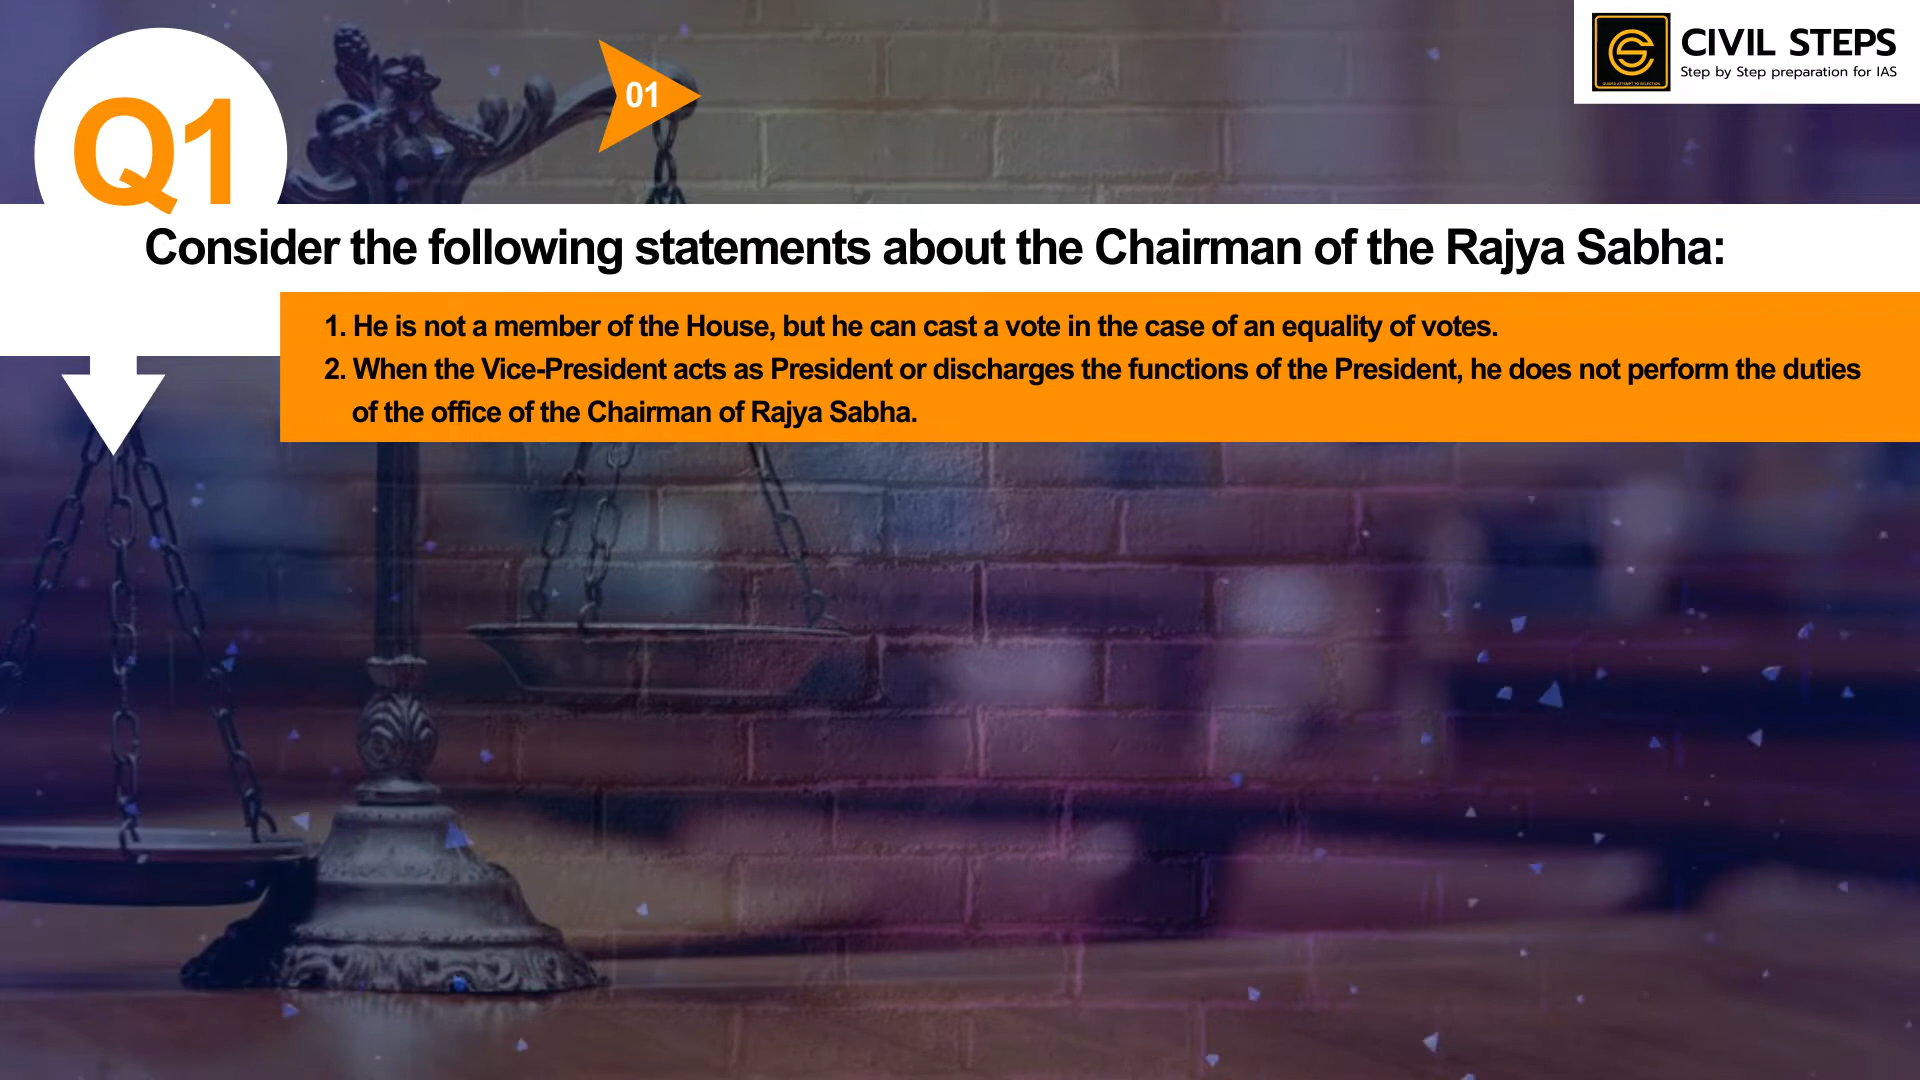 Q1
01
CIVIL STEPS
Step by Step preparation for IAS
Consider the following statements about the Chairman of the Rajya Sabha:
1. He is not a member of the House, but he can cast a vote in the case of an equality of votes.
2. When the Vice-President acts as President or discharges the functions of the President, he does not perform the duties
of the office of the Chairman of Rajya Sabha.